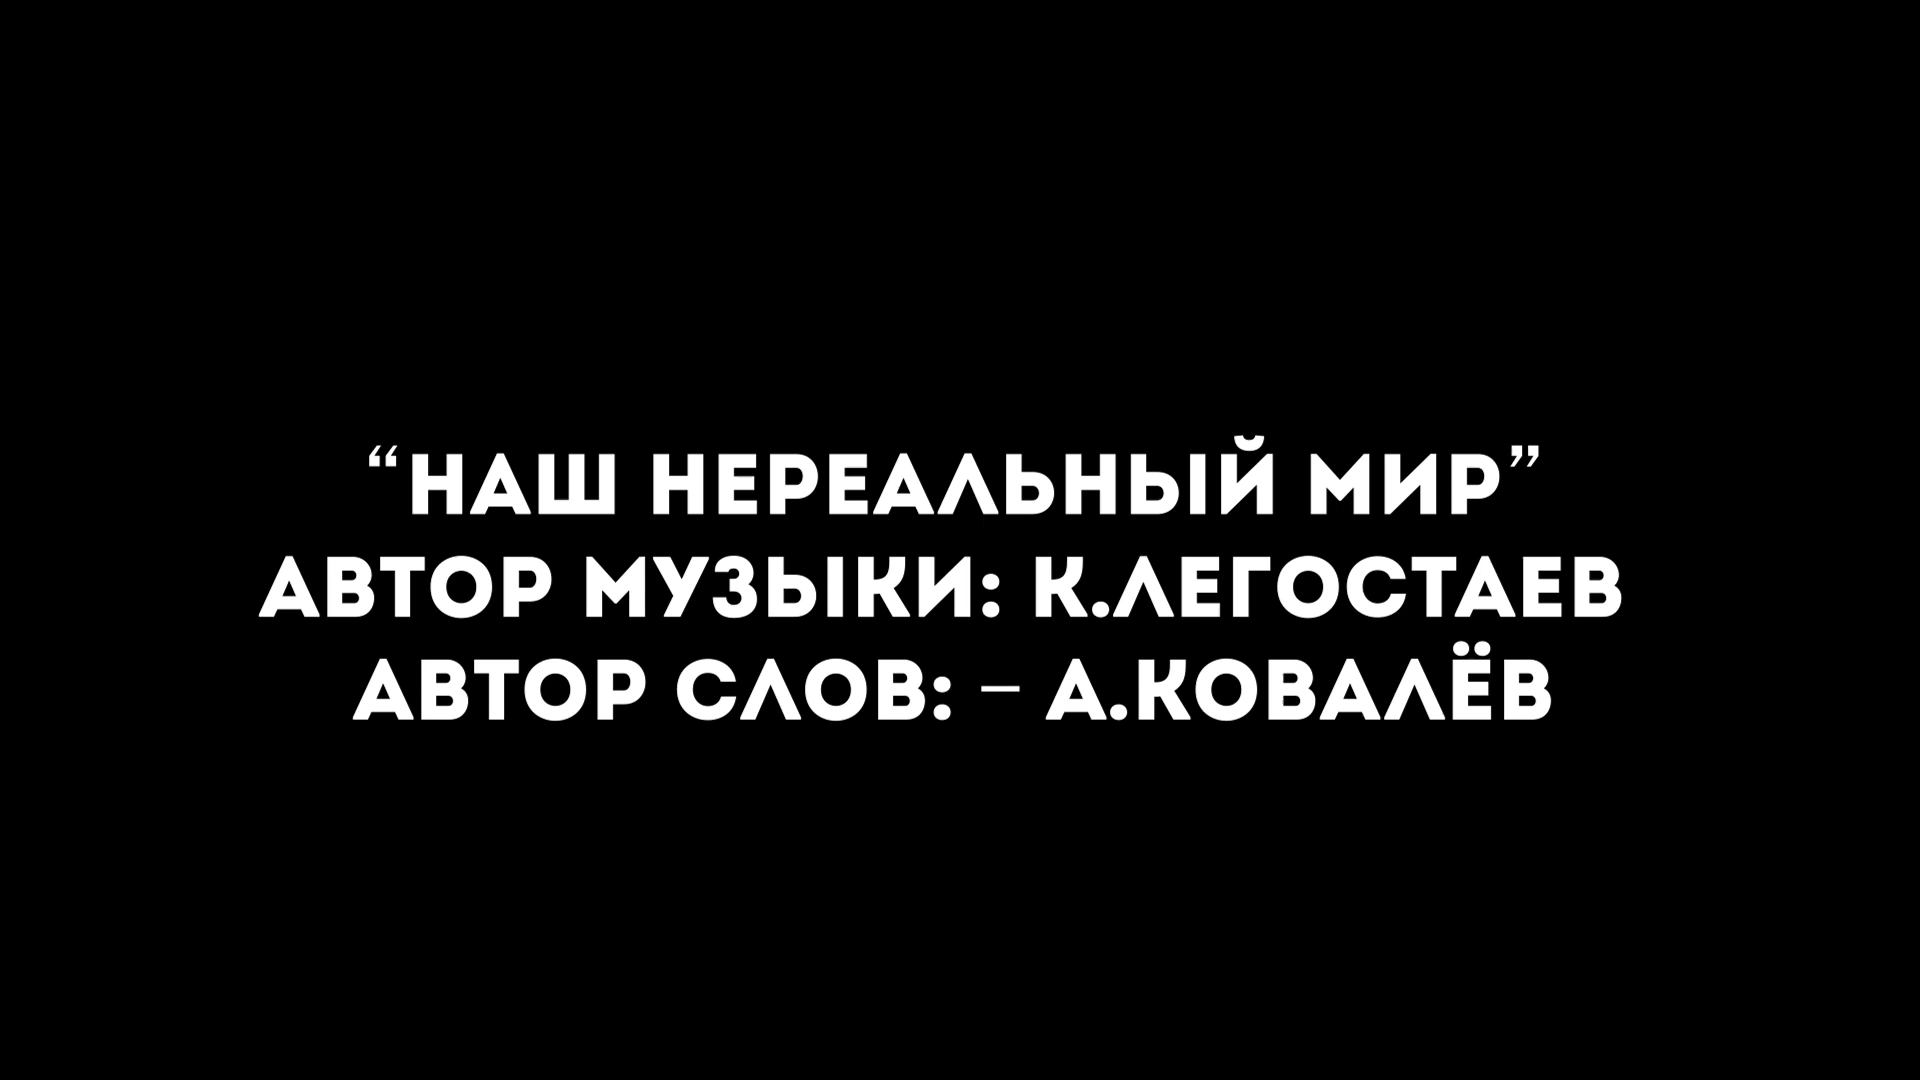 “НАШ НЕРЕАЛЬНЫЙ МИР”
АВТОР МУЗЫКИ: К.ЛЕГОСТАЕВ
АВТОР СЛОВ: – А.КОВАЛЁВ